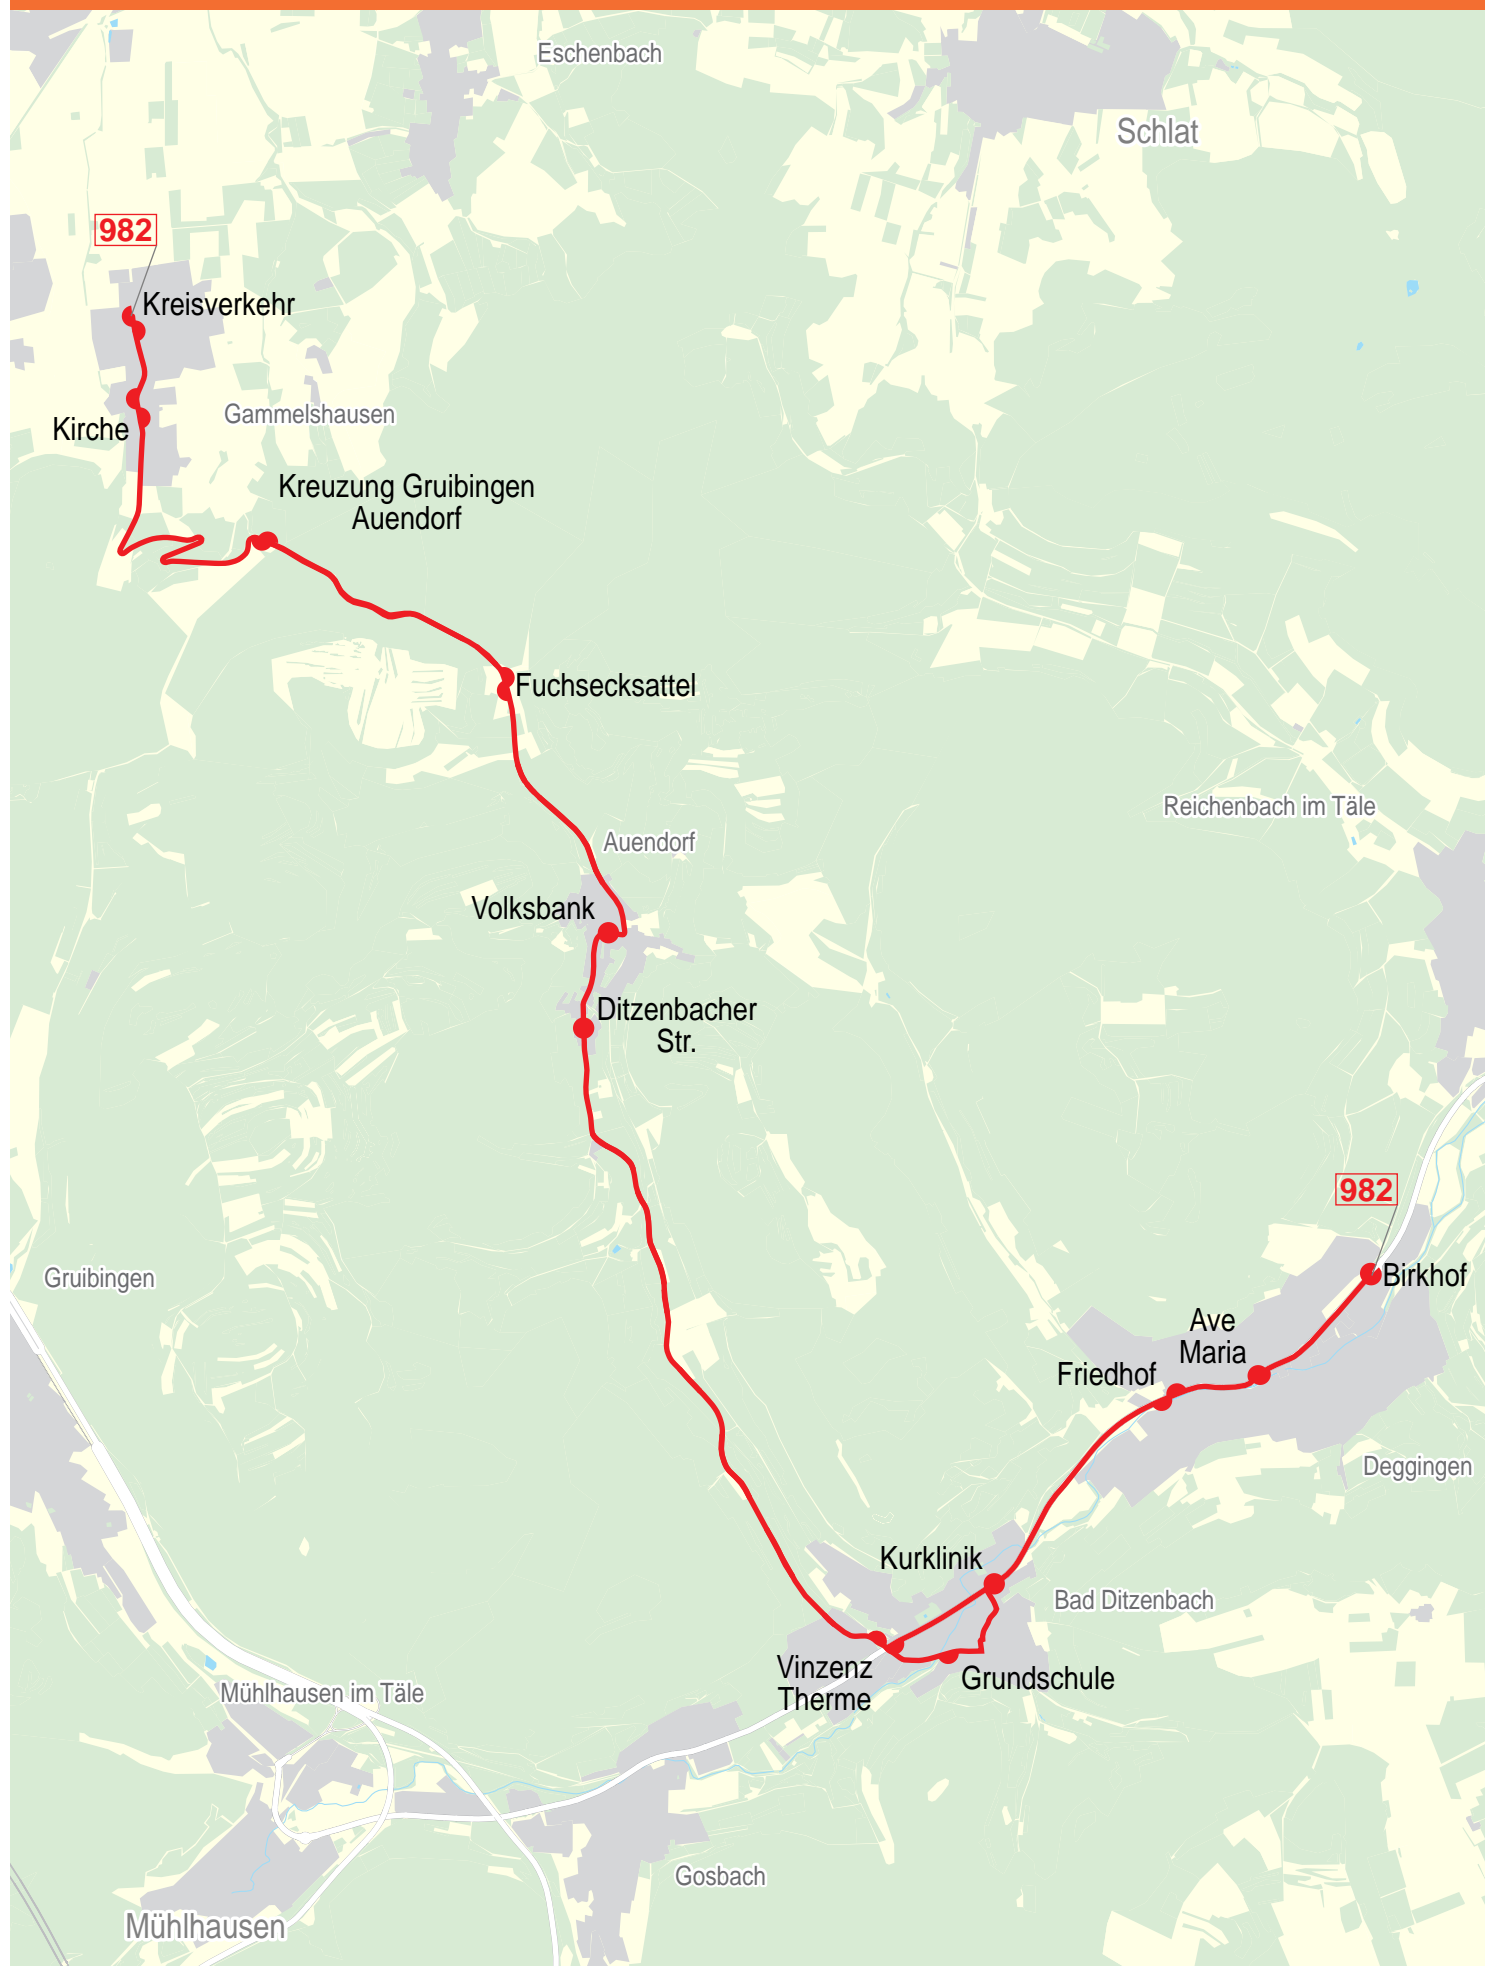 Eschenbach
Schlat
982
Kreisverkehr
Gammelshausen
Kirche
Kreuzung Gruibingen
Auendorf
Fuchsecksattel
Reichenbach im Täle
Auendorf
Volksbank
Ditzenbacher
Str.
982
Gruibingen
Birkhof
Ave
Maria
Friedhof
Deggingen
Kurklinik
Bad Ditzenbach
Vinzenz
Therme
Grundschule
Mühlhausen im Täle
Gosbach
Mühlhausen